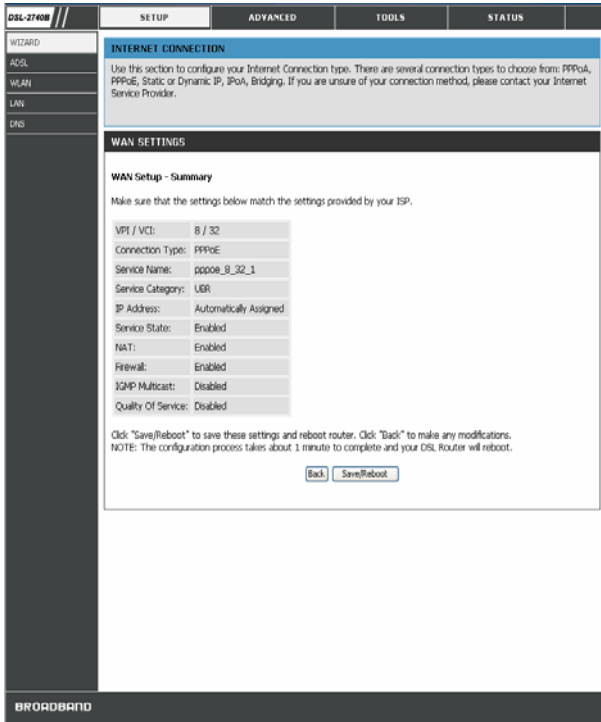 DSL-2740B // SETUP ADVANCED TOOLS STATUS
WIZARD
ADSL
WLAN
LAN
DNS
INTERNET CONNECTION
Use this section to configure your Internet Connection type. There are several connection types to choose from: PPPoA,
PPPoE, Static or Dynamic IP, IPoA, Bridging. If you are unsure of your connection method, please contact your Internet
Service Provider.
WAN SETTINGS
WAN Setup - Summary
Make sure that the settings below match the settings provided by your ISP.
VPI / VCI: 8 / 32
Connection Type: PPPoE
Service Name: pppoe_8_32_1
Service Category: UBR
IP Address: Automatically Assigned
Service State: Enabled
NAT: Enabled
Firewall: Enabled
IGMP Multicast: Disabled
Quality Of Service: Disabled
Click "Save/Reboot" to save these settings and reboot router. Click "Back" to make any modifications.
NOTE: The configuration process takes about 1 minute to complete and your DSL Router will reboot.
Back Save/Reboot
BROADBAND